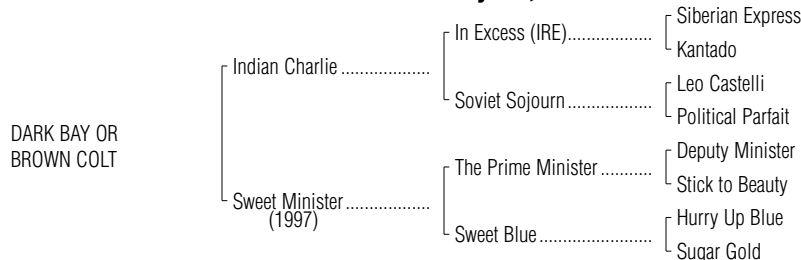 Siberian Express
In Excess (IRE)..................
Kantado
Indian Charlie ...................
Leo Castelli
Soviet Sojourn..................
Political Parfait
DARK BAY OR
BROWN COLT
Deputy Minister
The Prime Minister ...........
Stick to Beauty
Sweet Minister..................
(1997)
Hurry Up Blue
Sweet Blue........................
Sugar Gold